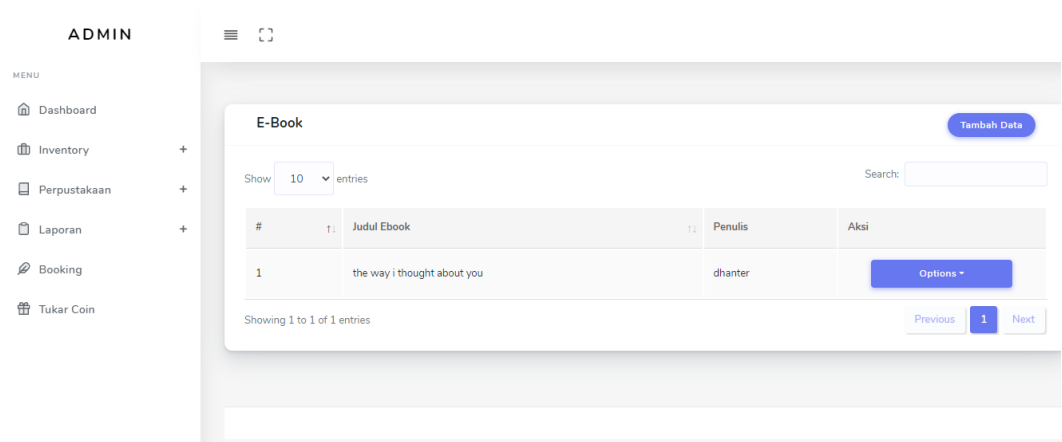 ADMIN
MENU
Dashboard
Inventory +
Perpustakaan +
Laporan +
Booking
Tukar Coin
E-Book Tambah Data
Show 10 entries Search:
# Judul Ebook Penulis Aksi
1 the way i thought about you dhanter Options
Showing 1 to 1 of 1 entries Previous 1 Next